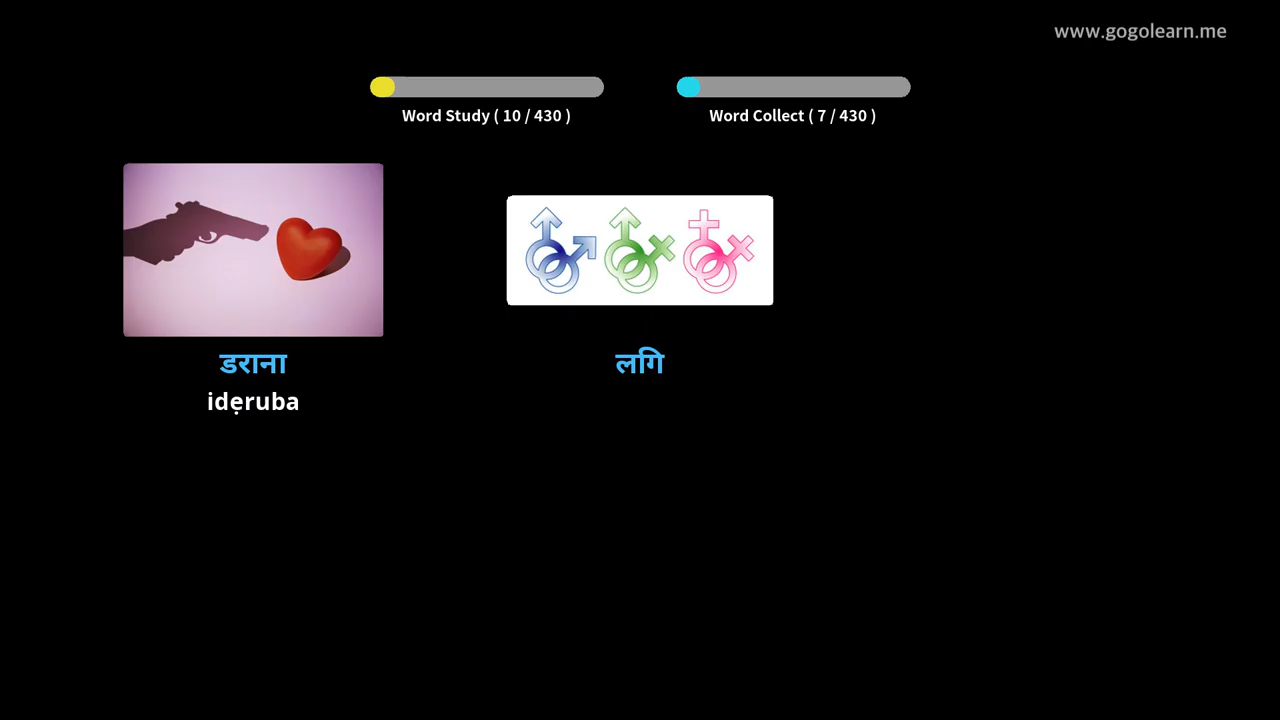 www.gogolearn.me
Word Study ( 10 / 430 )
Word Collect ( 7 / 430 )
डराना
लगि
idẹruba